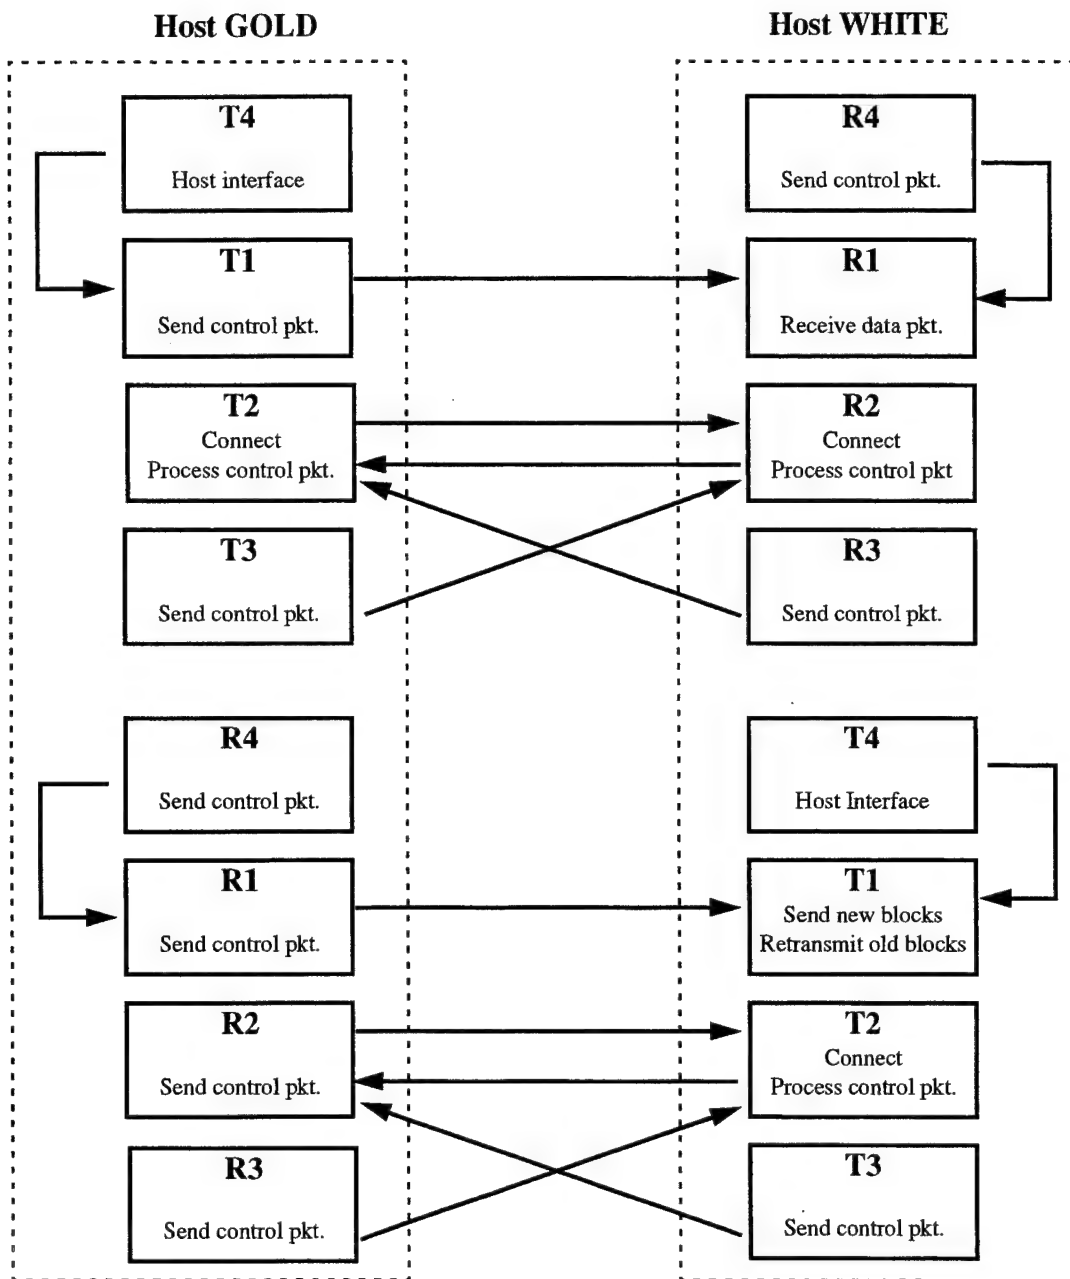 Host GOLD
Host WHITE
T4
Host interface
R4
Send control pkt.
T1
Send control pkt.
R1
Receive data pkt.
T2
Connect
Process control pkt.
R2
Connect
Process control pkt
T3
Send control pkt.
R3
Send control pkt.
R4
Send control pkt.
T4
Host Interface
R1
Send control pkt.
T1
Send new blocks
Retransmit old blocks
R2
Send control pkt.
T2
Connect
Process control pkt.
R3
Send control pkt.
T3
Send control pkt.